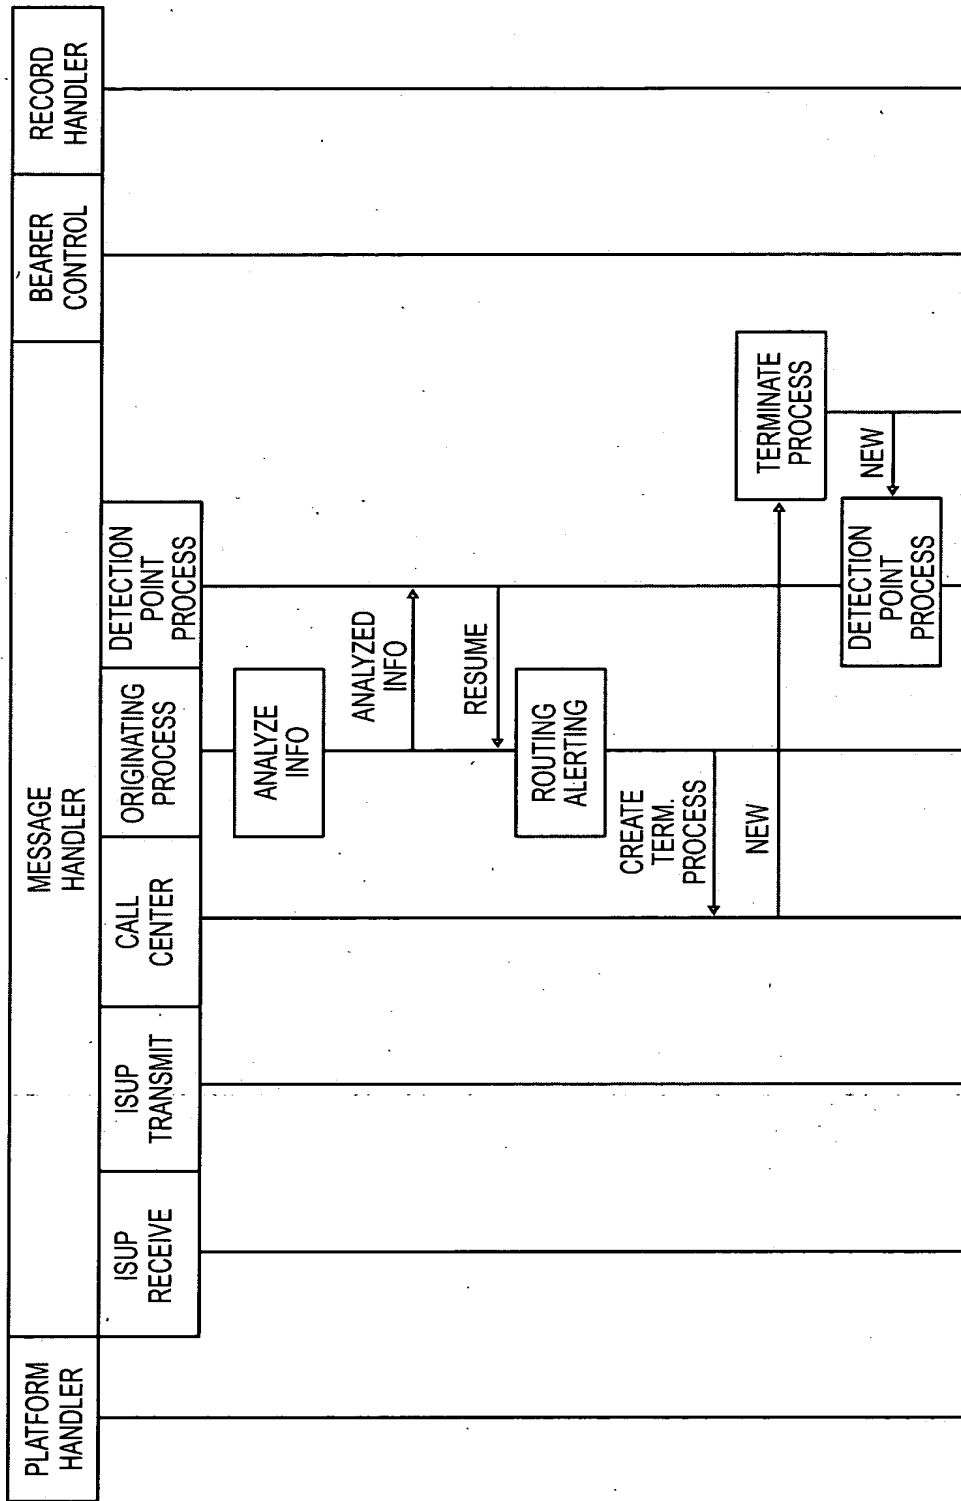 PLATFORM
HANDLER
MESSAGE
HANDLER
BEARER
CONTROL
RECORD
HANDLER
ISUP
RECEIVE
ISUP
TRANSMIT
CALL
CENTER
ORIGINATING
PROCESS
DETECTION
POINT
PROCESS
ANALYZE
INFO
ANALYZED
INFO
RESUME
ROUTING
ALERTING
CREATE
TERM.
PROCESS
NEW
TERMINATE
PROCESS
NEW
DETECTION
POINT
PROCESS